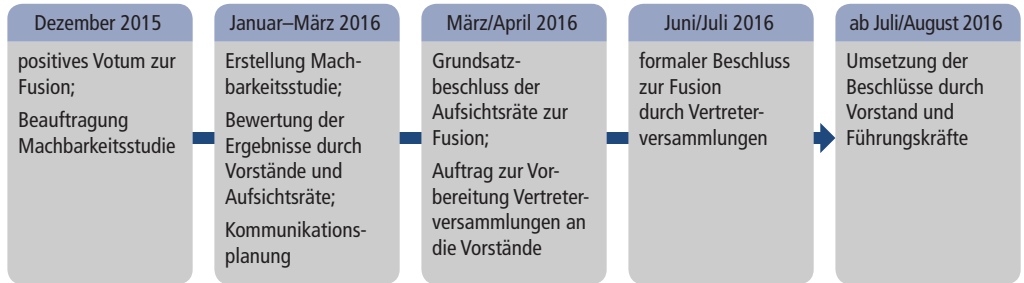 Dezember 2015
positives Votum zur
Fusion;
Beauftragung
Machbarkeitsstudie
Januar–März 2016
Erstellung Mach-
barkeitsstudie;
Bewertung der
Ergebnisse durch
Vorstände und
Aufsichtsräte;
Kommunikations-
planung
März/April 2016
Grundsatz-
beschluss der
Aufsichtsräte zur
Fusion;
Auftrag zur Vor-
bereitung Vertreter-
versammlungen an
die Vorstände
Juni/Juli 2016
formaler Beschluss
zur Fusion
durch Vertreter-
versammlungen
ab Juli/August 2016
Umsetzung der
Beschlüsse durch
Vorstand und
Führungskräfte